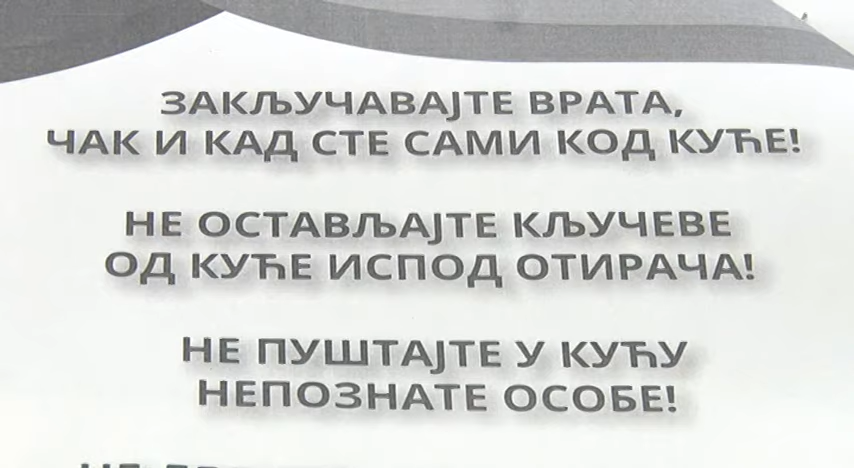 ЗАКЉУЧАВАЈТЕ ВРАТА,
ЧАК И КАД СТЕ САМИ КОД КУЋЕ!
НЕ ОСТАВЉАЈТЕ КЉУЧЕВЕ
ОД КУЋЕ ИСПОД ОТИРАЧА!
НЕ ПУШТАЈТЕ У КУЋУ
НЕПОЗНАТЕ ОСОБЕ!